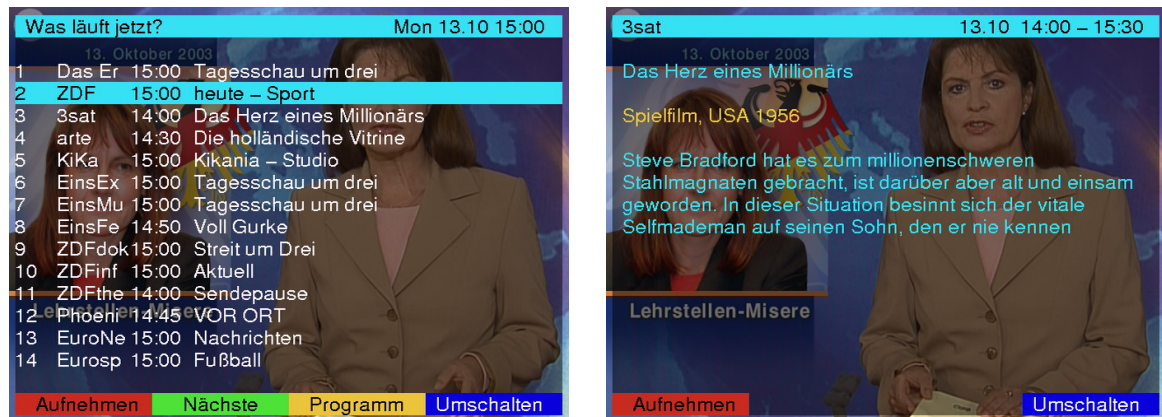 Was läuft jetzt? Mon 13.10 15:00
13. Oktober 2003
1 Das Er 15:00 Tagesschau um drei
2 ZDF 15:00 heute – Sport
3 3sat 14:00 Das Herz eines Millionärs
4 arte 14:30 Die holländische Vitrine
5 KiKa 15:00 Kikania – Studio
6 EinsEx 15:00 Tagesschau um drei
7 EinsMu 15:00 Tagesschau um drei
8 EinsFe 14:50 Voll Gurke
9 ZDFdok 15:00 Streit um Drei
10 ZDFinf 15:00 Aktuell
11 ZDFthe 14:00 Sendepause
Lehrstellen-Misere
12 Phoeni 14:45 VOR ORT
13 EuroNe 15:00 Nachrichten
14 Eurosp 15:00 Fußball
Aufnehmen Nächste Programm Umschalten
3sat 13.10 14:00 – 15:30
13. Oktober 2003
Das Herz eines Millionärs
Spielfilm, USA 1956
Steve Bradford hat es zum millionenschweren
Stahlmagnaten gebracht, ist darüber aber alt und einsam
geworden. In dieser Situation besinnt sich der vitale
Selfmademan auf seinen Sohn, den er nie kennen
Lehrstellen-Misere
Aufnehmen Umschalten